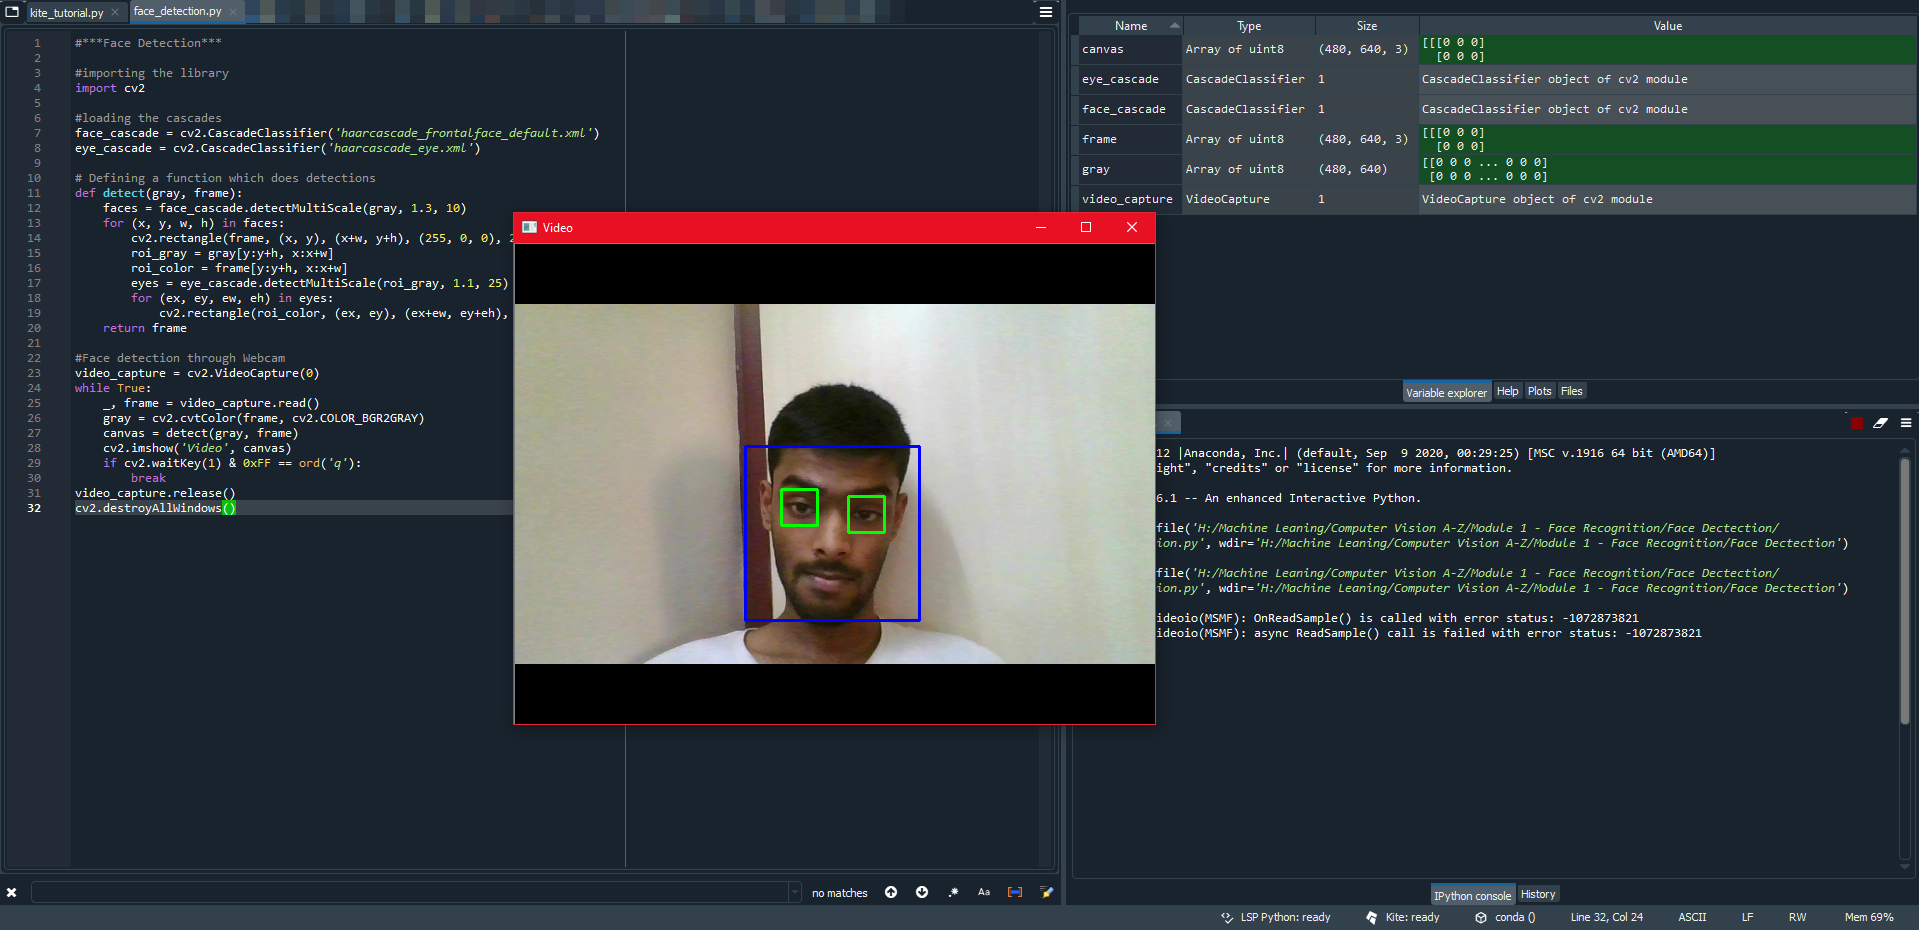 kite_tutorial.py
face_detection.py
1 #***Face Detection***
2
3 #importing the library
4 import cv2
5
6 #loading the cascades
7 face_cascade = cv2.CascadeClassifier('haarcascade_frontalface_default.xml')
8 eye_cascade = cv2.CascadeClassifier('haarcascade_eye.xml')
9
10 # Defining a function which does detections
11 def detect(gray, frame):
12 faces = face_cascade.detectMultiScale(gray, 1.3, 10)
13 for (x, y, w, h) in faces:
14 cv2.rectangle(frame, (x, y), (x+w, y+h), (255, 0, 0),
15 roi_gray = gray[y:y+h, x:x+w]
16 roi_color = frame[y:y+h, x:x+w]
17 eyes = eye_cascade.detectMultiScale(roi_gray, 1.1, 25)
18 for (ex, ey, ew, eh) in eyes:
19 cv2.rectangle(roi_color, (ex, ey), (ex+ew, ey+eh),
20 return frame
21
22 #Face detection through Webcam
23 video_capture = cv2.VideoCapture(0)
24 while True:
25 _, frame = video_capture.read()
26 gray = cv2.cvtColor(frame, cv2.COLOR_BGR2GRAY)
27 canvas = detect(gray, frame)
28 cv2.imshow('Video', canvas)
29 if cv2.waitKey(1) & 0xFF == ord('q'):
30 break
31 video_capture.release()
32 cv2.destroyAllWindows()
Video
no matches
Aa
Name Type Size Value
canvas Array of uint8 (480, 640, 3) [[[0 0 0]
[0 0 0]
eye_cascade CascadeClassifier 1 CascadeClassifier object of cv2 module
face_cascade CascadeClassifier 1 CascadeClassifier object of cv2 module
frame Array of uint8 (480, 640, 3) [[[0 0 0]
[0 0 0]
gray Array of uint8 (480, 640) [[0 0 0 ... 0 0 0]
[0 0 0 ... 0 0 0]
video_capture VideoCapture 1 VideoCapture object of cv2 module
Variable explorer Help Plots Files
12 |Anaconda, Inc.| (default, Sep  9 2020, 00:29:25) [MSC v.1916 64 bit (AMD64)]
ight", "credits" or "license" for more information.
6.1 -- An enhanced Interactive Python.
file('H:/Machine Leaning/Computer Vision A-Z/Module 1 - Face Recognition/Face Dectection/
ion.py', wdir='H:/Machine Leaning/Computer Vision A-Z/Module 1 - Face Recognition/Face Dectection')
file('H:/Machine Leaning/Computer Vision A-Z/Module 1 - Face Recognition/Face Dectection/
ion.py', wdir='H:/Machine Leaning/Computer Vision A-Z/Module 1 - Face Recognition/Face Dectection')
ideoio(MSMF): OnReadSample() is called with error status: -1072873821
ideoio(MSMF): async ReadSample() call is failed with error status: -1072873821
IPython console History
LSP Python: ready Kite: ready conda () Line 32, Col 24 ASCII LF RW Mem 69%